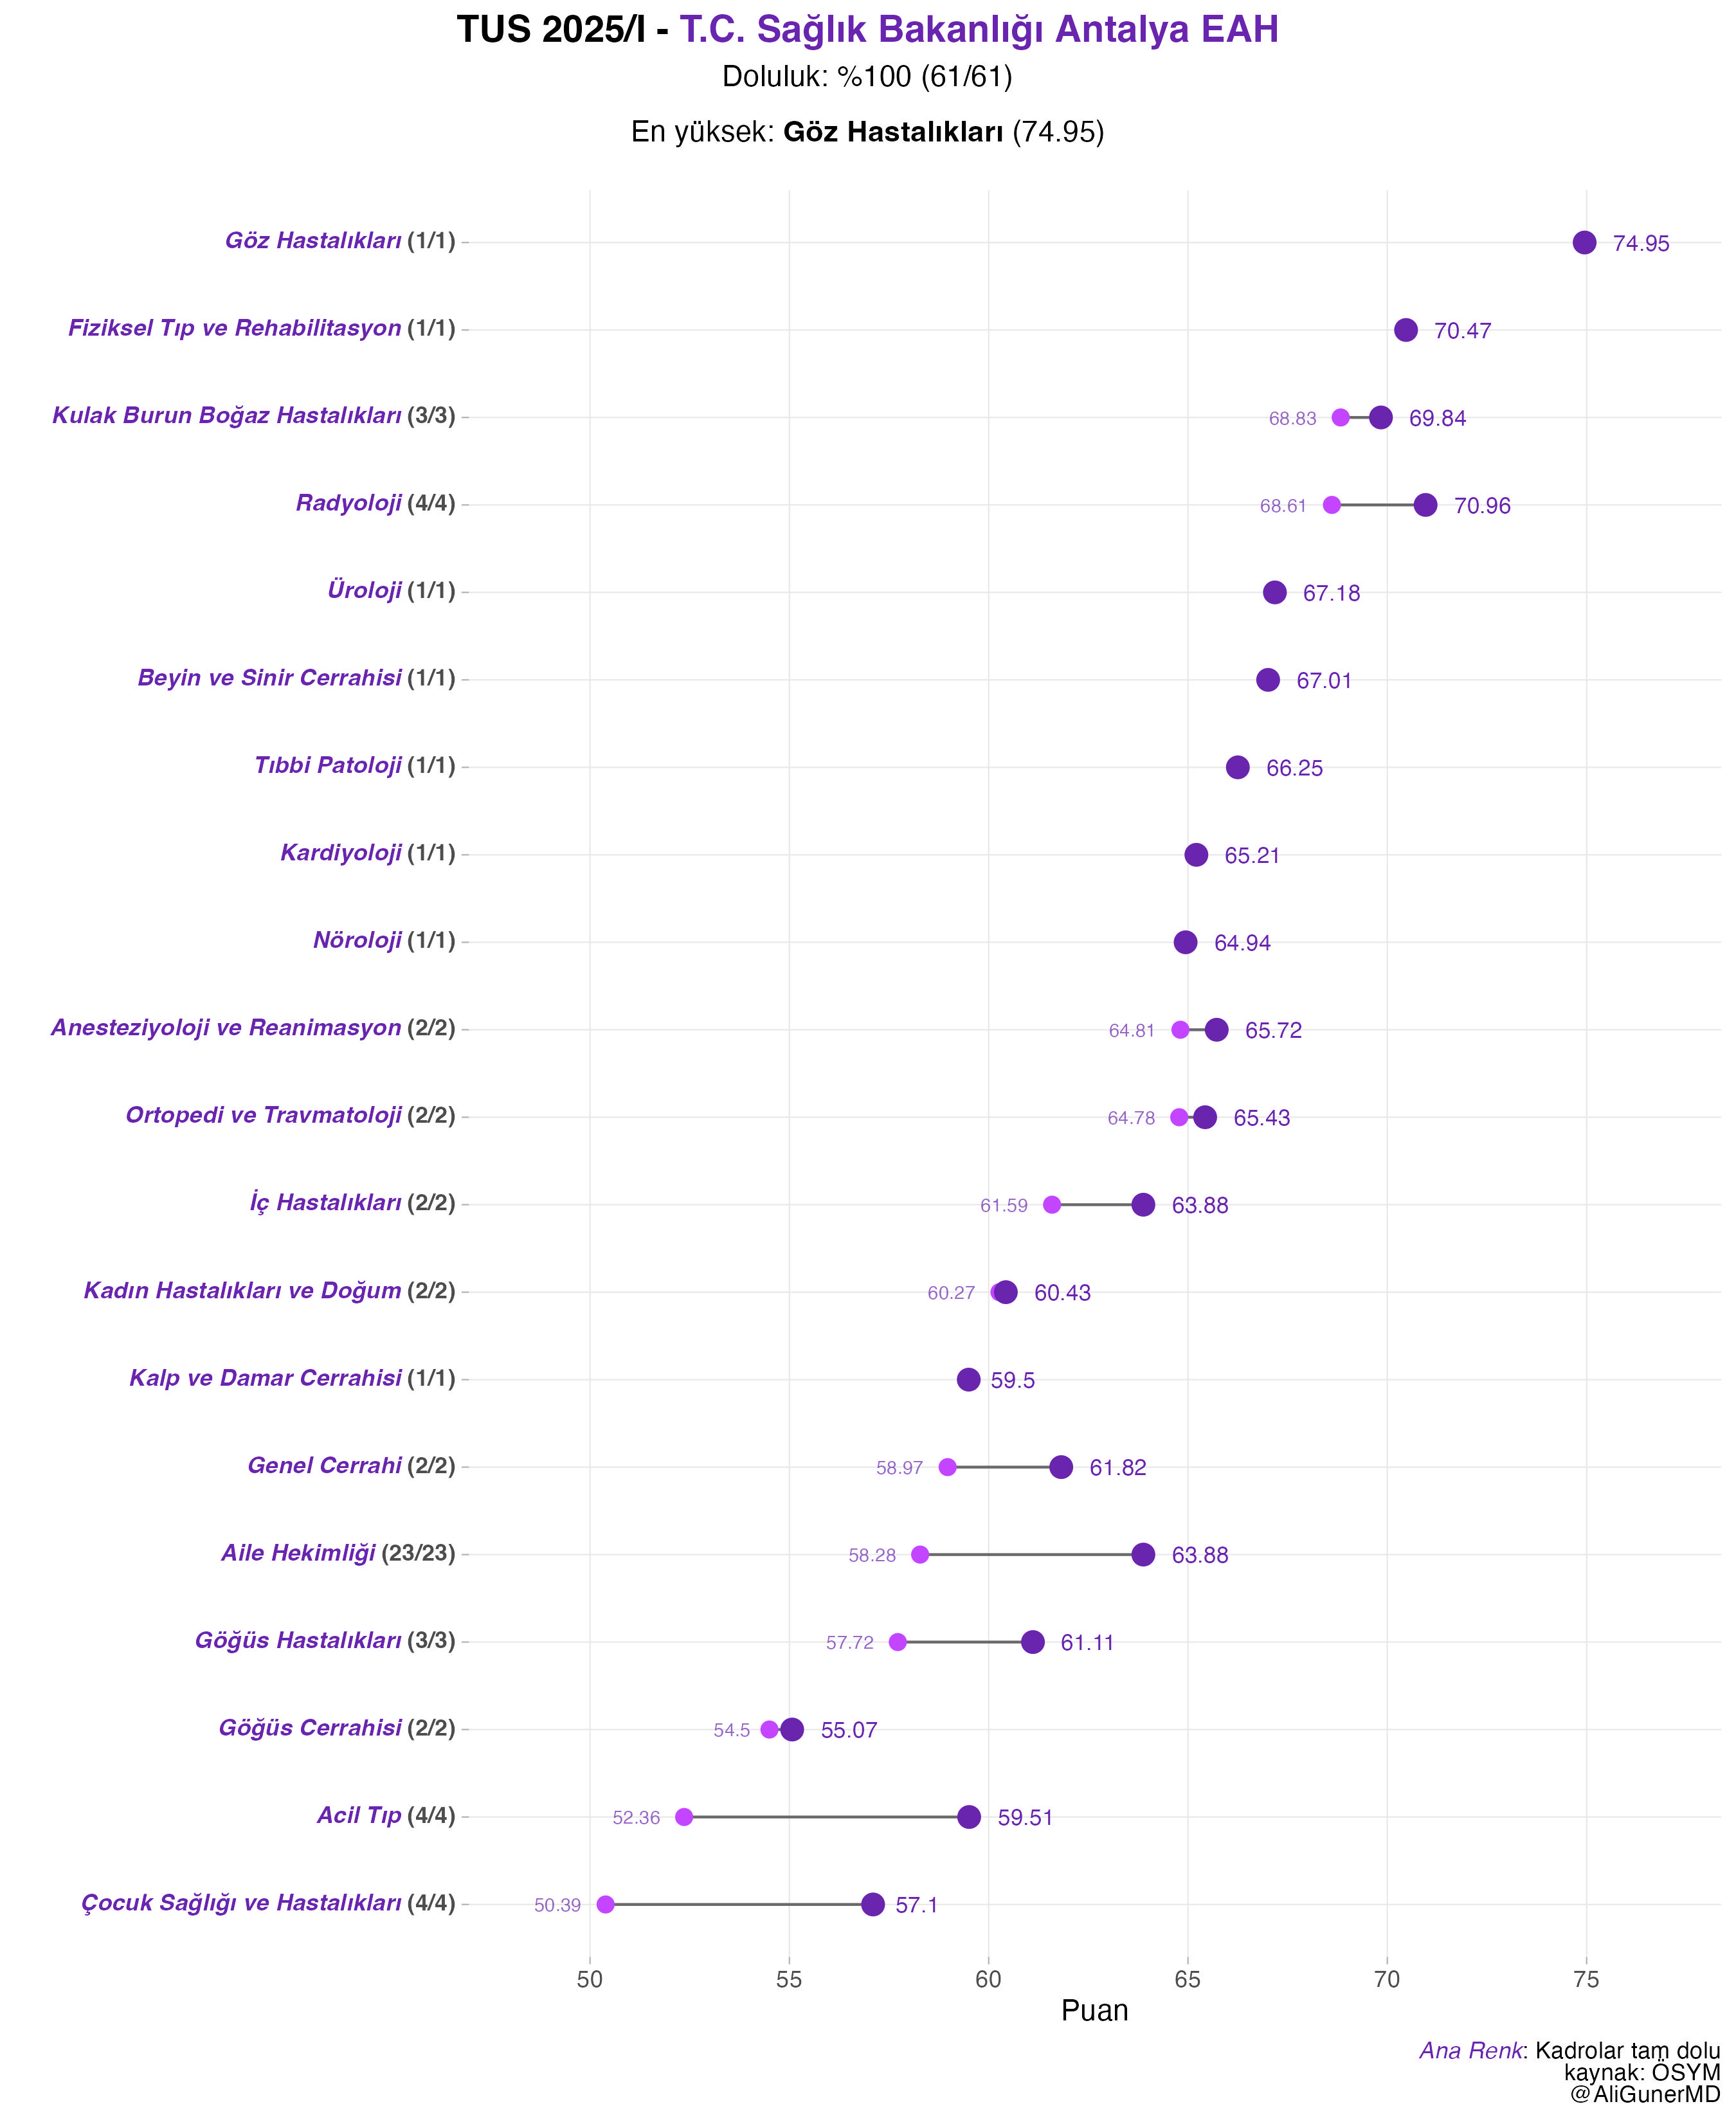 TUS 2025/I - T.C. Sağlık Bakanlığı Antalya EAH
Doluluk: %100 (61/61)
En yüksek: Göz Hastalıkları (74.95)
Göz Hastalıkları (1/1) 74.95
Fiziksel Tıp ve Rehabilitasyon (1/1) 70.47
Kulak Burun Boğaz Hastalıkları (3/3) 68.83 69.84
Radyoloji (4/4) 68.61 70.96
Üroloji (1/1) 67.18
Beyin ve Sinir Cerrahisi (1/1) 67.01
Tıbbi Patoloji (1/1) 66.25
Kardiyoloji (1/1) 65.21
Nöroloji (1/1) 64.94
Anesteziyoloji ve Reanimasyon (2/2) 64.81 65.72
Ortopedi ve Travmatoloji (2/2) 64.78 65.43
İç Hastalıkları (2/2) 61.59 63.88
Kadın Hastalıkları ve Doğum (2/2) 60.27 60.43
Kalp ve Damar Cerrahisi (1/1) 59.5
Genel Cerrahi (2/2) 58.97 61.82
Aile Hekimliği (23/23) 58.28 63.88
Göğüs Hastalıkları (3/3) 57.72 61.11
Göğüs Cerrahisi (2/2) 54.5 55.07
Acil Tıp (4/4) 52.36 59.51
Çocuk Sağlığı ve Hastalıkları (4/4) 50.39 57.1
50 55 60 65 70 75
Puan
Ana Renk: Kadrolar tam dolu
kaynak: ÖSYM
@AliGunerMD